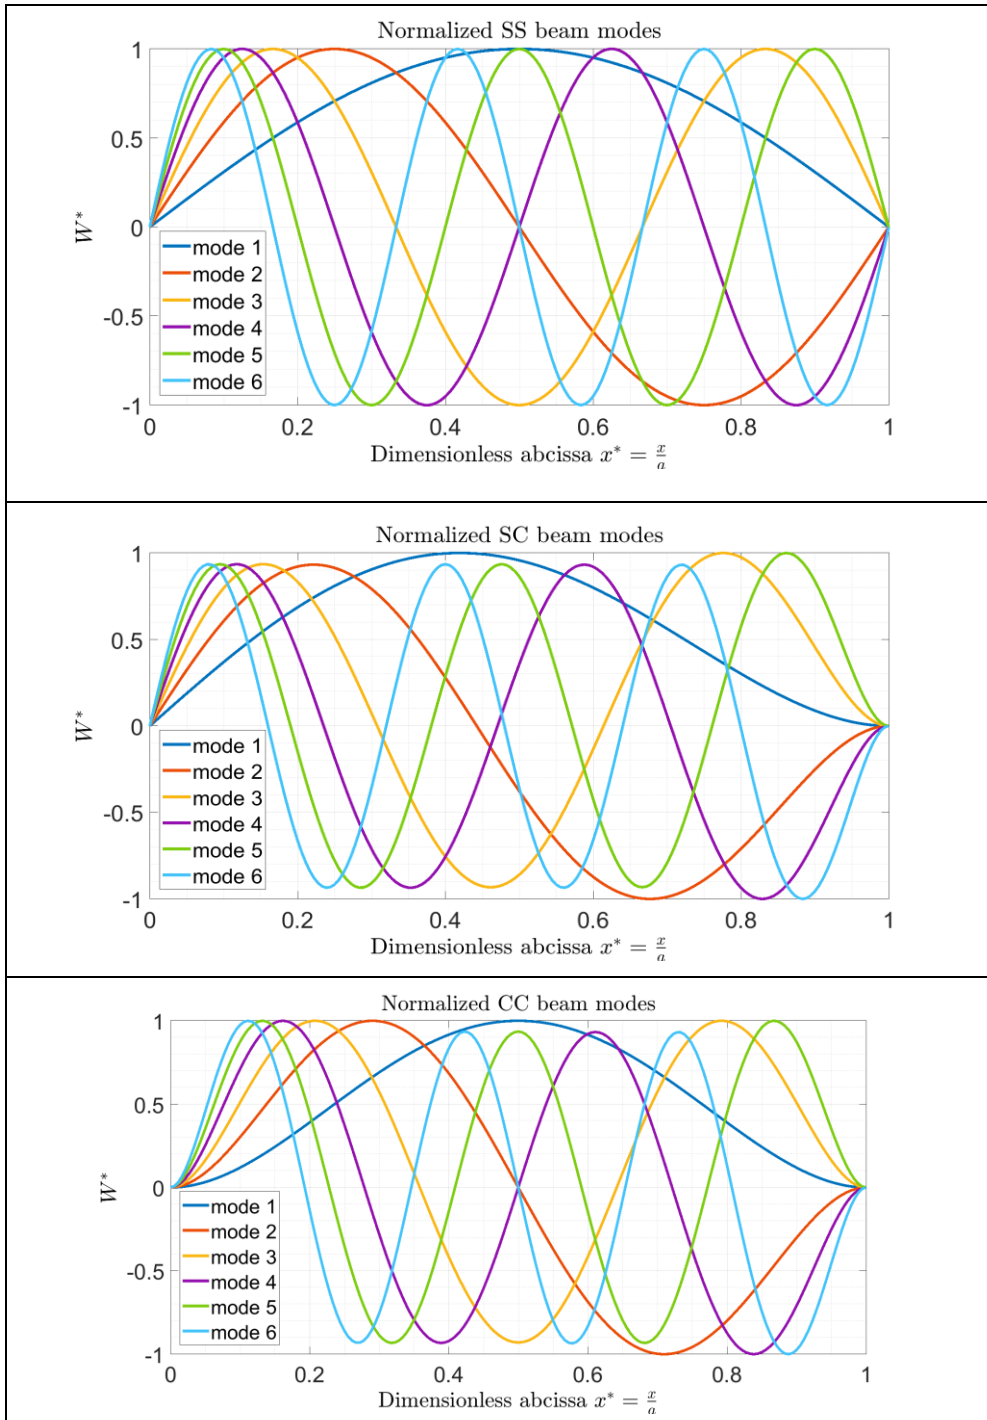 Normalized SS beam modes
1
0.5
0
-0.5
-1
W*
mode 1
mode 2
mode 3
mode 4
mode 5
mode 6
0 0.2 0.4 0.6 0.8 1
Dimensionless abcissa x* = x/a
Normalized SC beam modes
1
0.5
0
-0.5
-1
W*
mode 1
mode 2
mode 3
mode 4
mode 5
mode 6
0 0.2 0.4 0.6 0.8 1
Dimensionless abcissa x* = x/a
Normalized CC beam modes
1
0.5
0
-0.5
-1
W*
mode 1
mode 2
mode 3
mode 4
mode 5
mode 6
0 0.2 0.4 0.6 0.8 1
Dimensionless abcissa x* = x/a